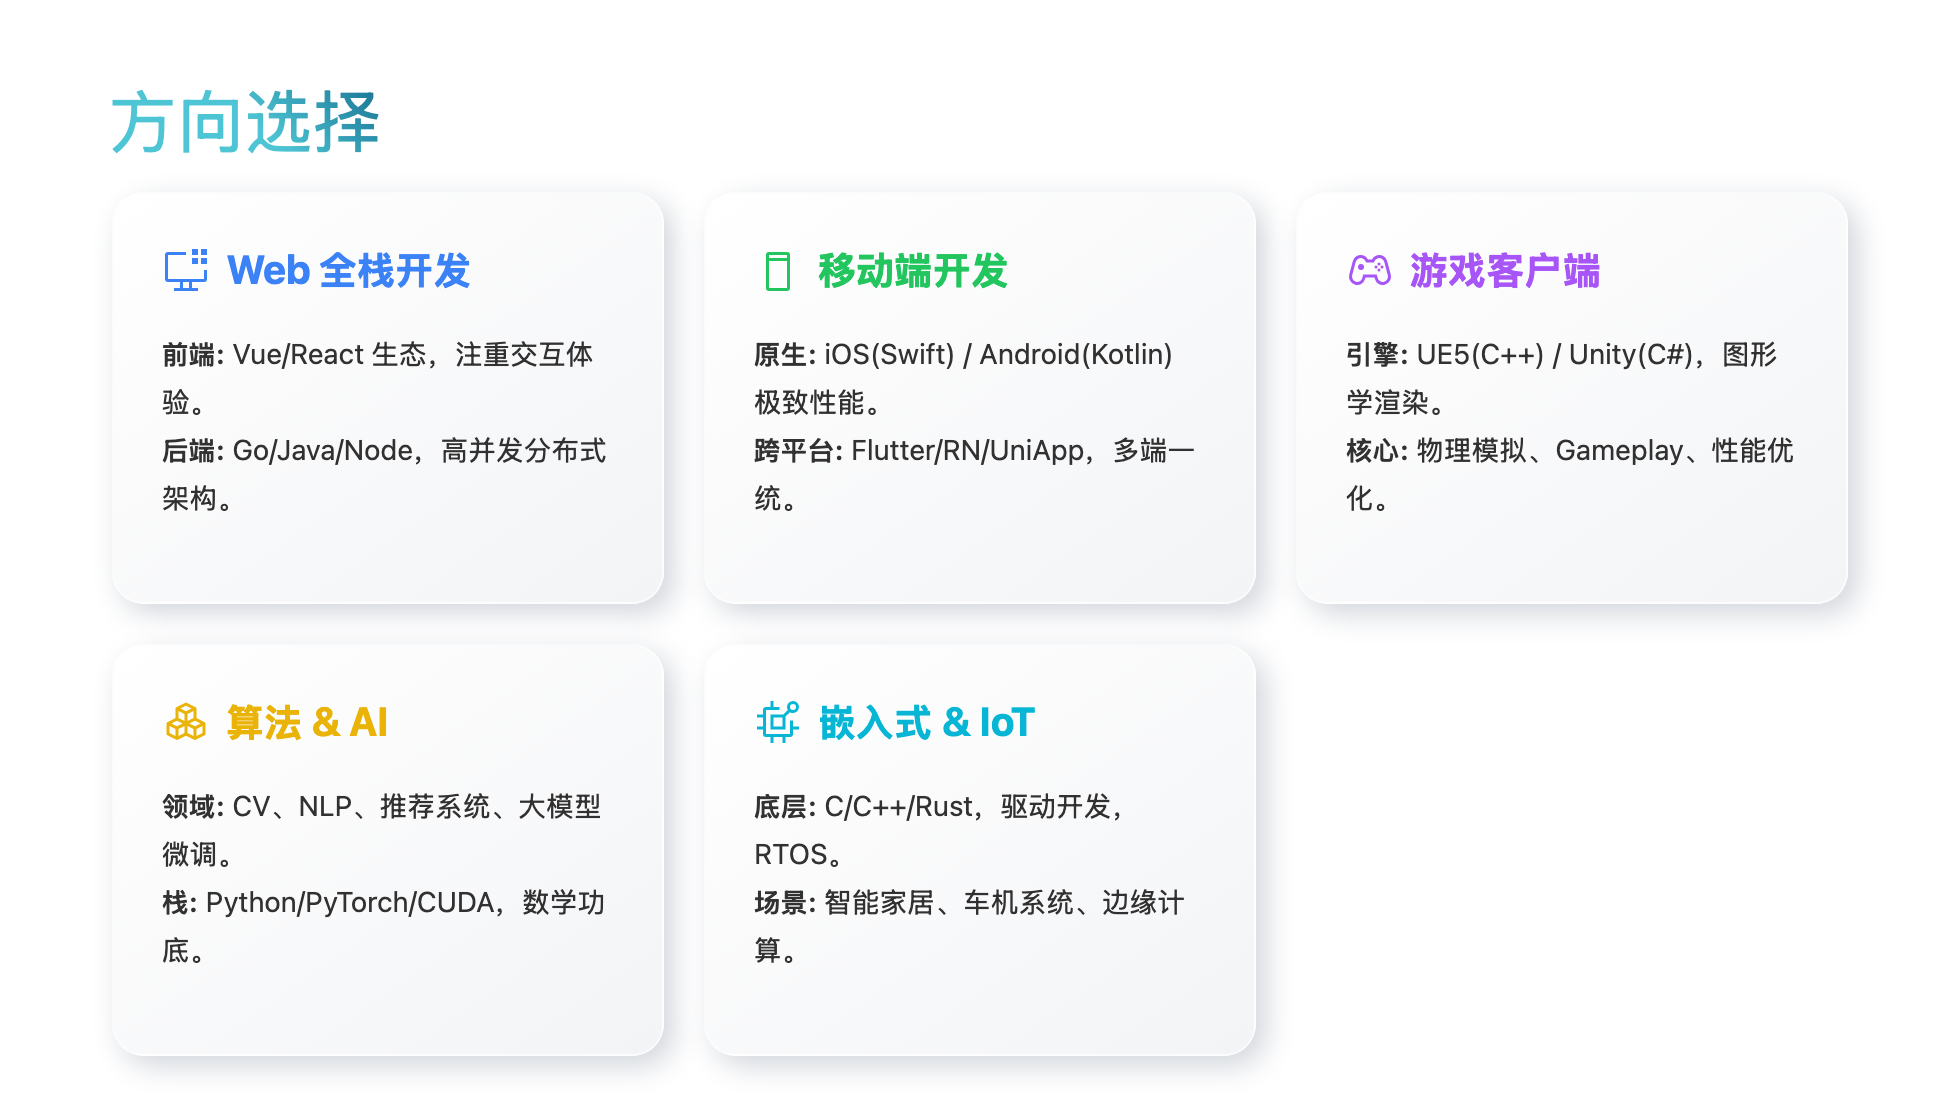 方向选择
Web 全栈开发
前端: Vue/React 生态，注重交互体
验。
后端: Go/Java/Node，高并发分布式
架构。
移动端开发
原生: iOS(Swift) / Android(Kotlin)
极致性能。
跨平台: Flutter/RN/UniApp，多端一
统。
游戏客户端
引擎: UE5(C++) / Unity(C#)，图形
学渲染。
核心: 物理模拟、Gameplay、性能优
化。
算法 & AI
领域: CV、NLP、推荐系统、大模型
微调。
栈: Python/PyTorch/CUDA，数学功
底。
嵌入式 & IoT
底层: C/C++/Rust，驱动开发，
RTOS。
场景: 智能家居、车机系统、边缘计
算。